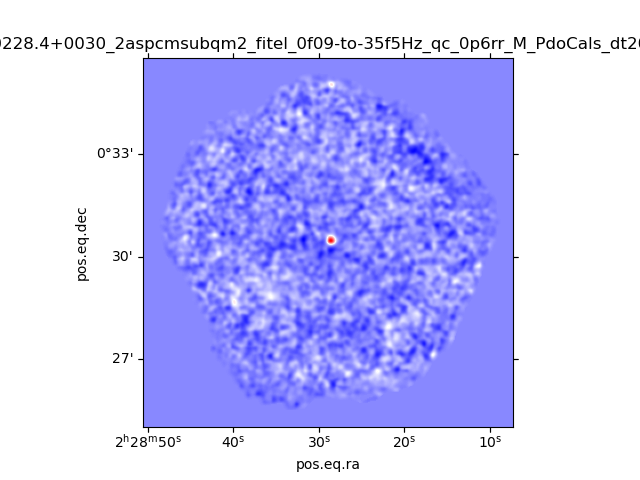 0228.4+0030_2aspcmsubqm2_fitel_0f09-to-35f5Hz_qc_0p6rr_M_PdoCals_dt20
0°33'
30'
27'
pos.eq.dec
2ʰ28ᵐ50ˢ 40ˢ 30ˢ 20ˢ 10ˢ
pos.eq.ra